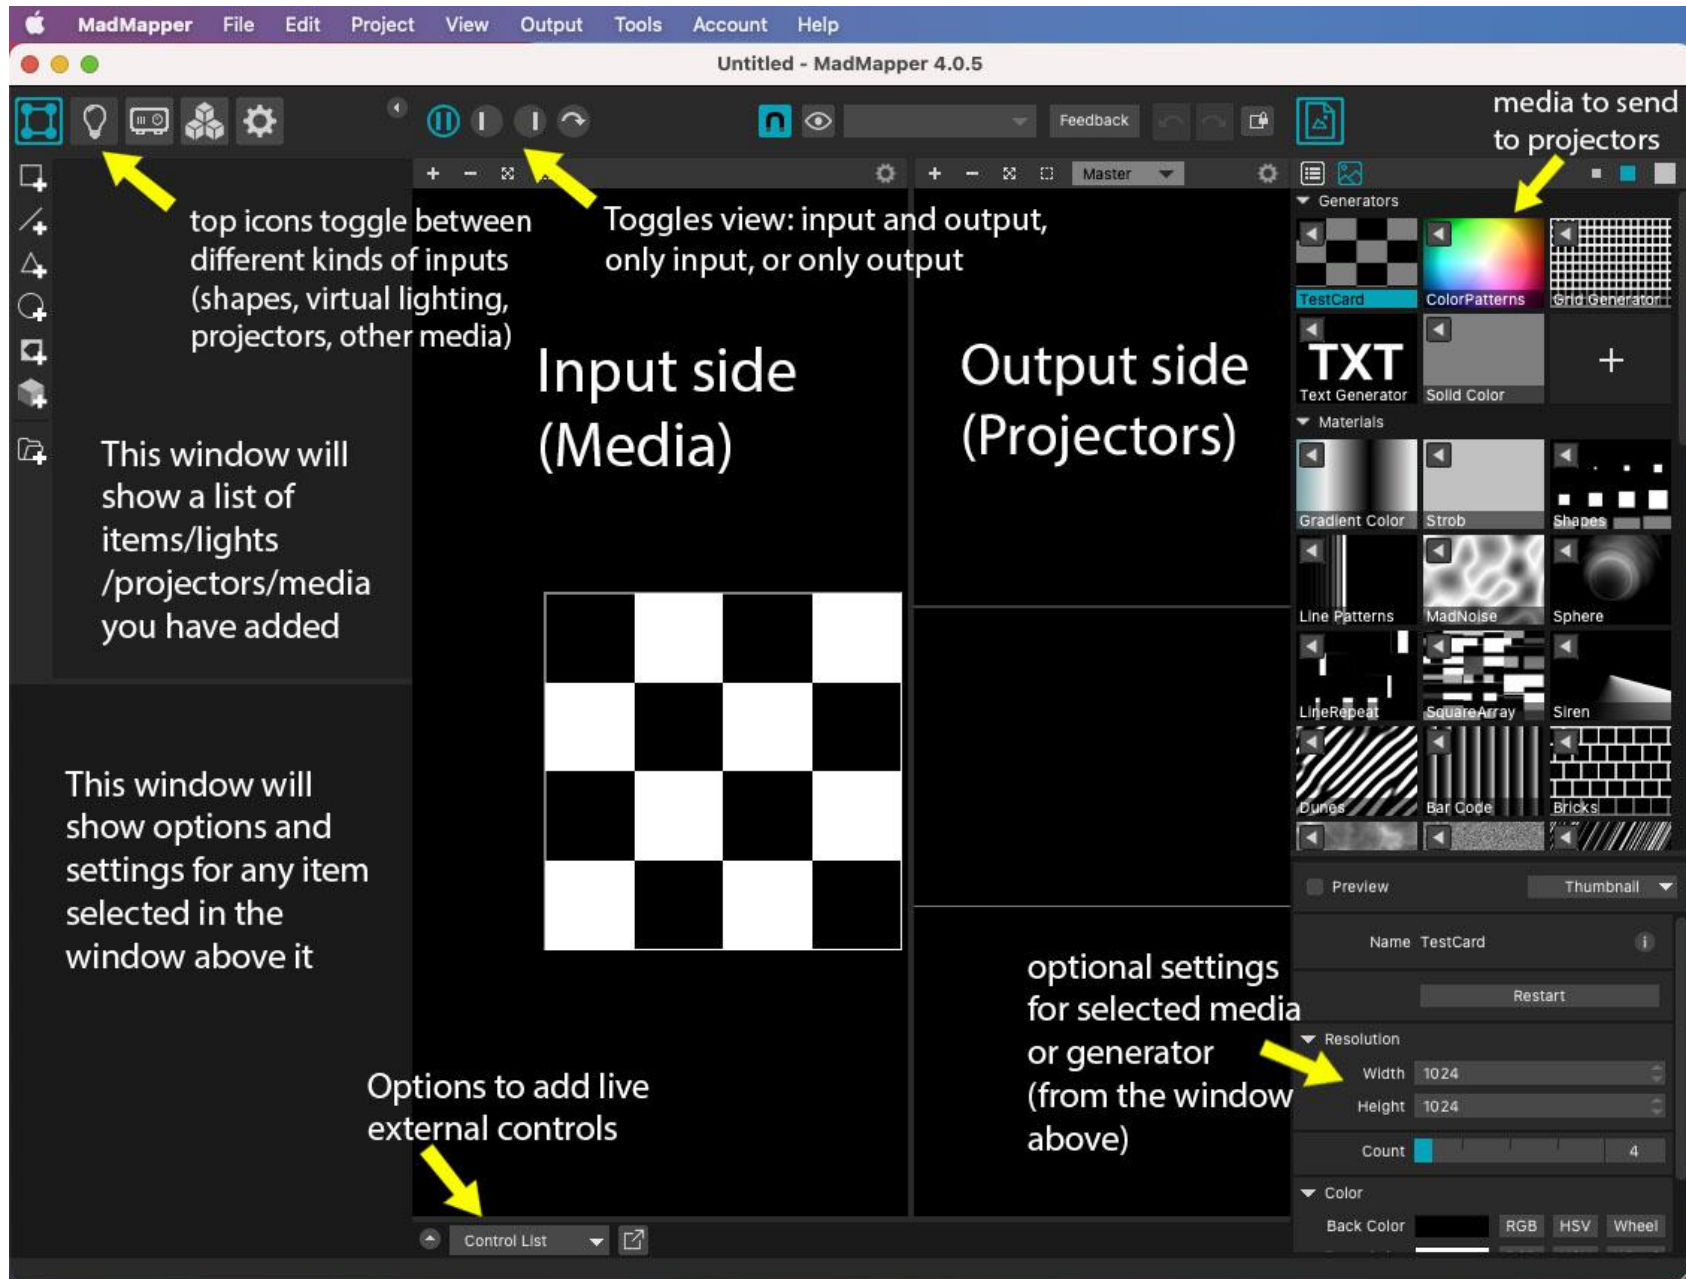 MadMapper File Edit Project View Output Tools Account Help
Untitled - MadMapper 4.0.5
Feedback
media to send
to projectors
Master
top icons toggle between
different kinds of inputs
(shapes, virtual lighting,
projectors, other media)
Toggles view: input and output,
only input, or only output
Input side
(Media)
Output side
(Projectors)
This window will
show a list of
items/lights
/projectors/media
you have added
This window will
show options and
settings for any item
selected in the
window above it
Options to add live
external controls
optional settings
for selected media
or generator
(from the window
above)
Control List
Generators
TestCard ColorPatterns Grid Generator
TXT
Text Generator Solid Color
Materials
Gradient Color Strob Shapes
Line Patterns MadNoise Sphere
LineRepeat SquareArray Siren
Dunes Bar Code Bricks
Preview Thumbnail
Name TestCard
Restart
Resolution
Width 1024
Height 1024
Count 4
Color
Back Color RGB HSV Wheel